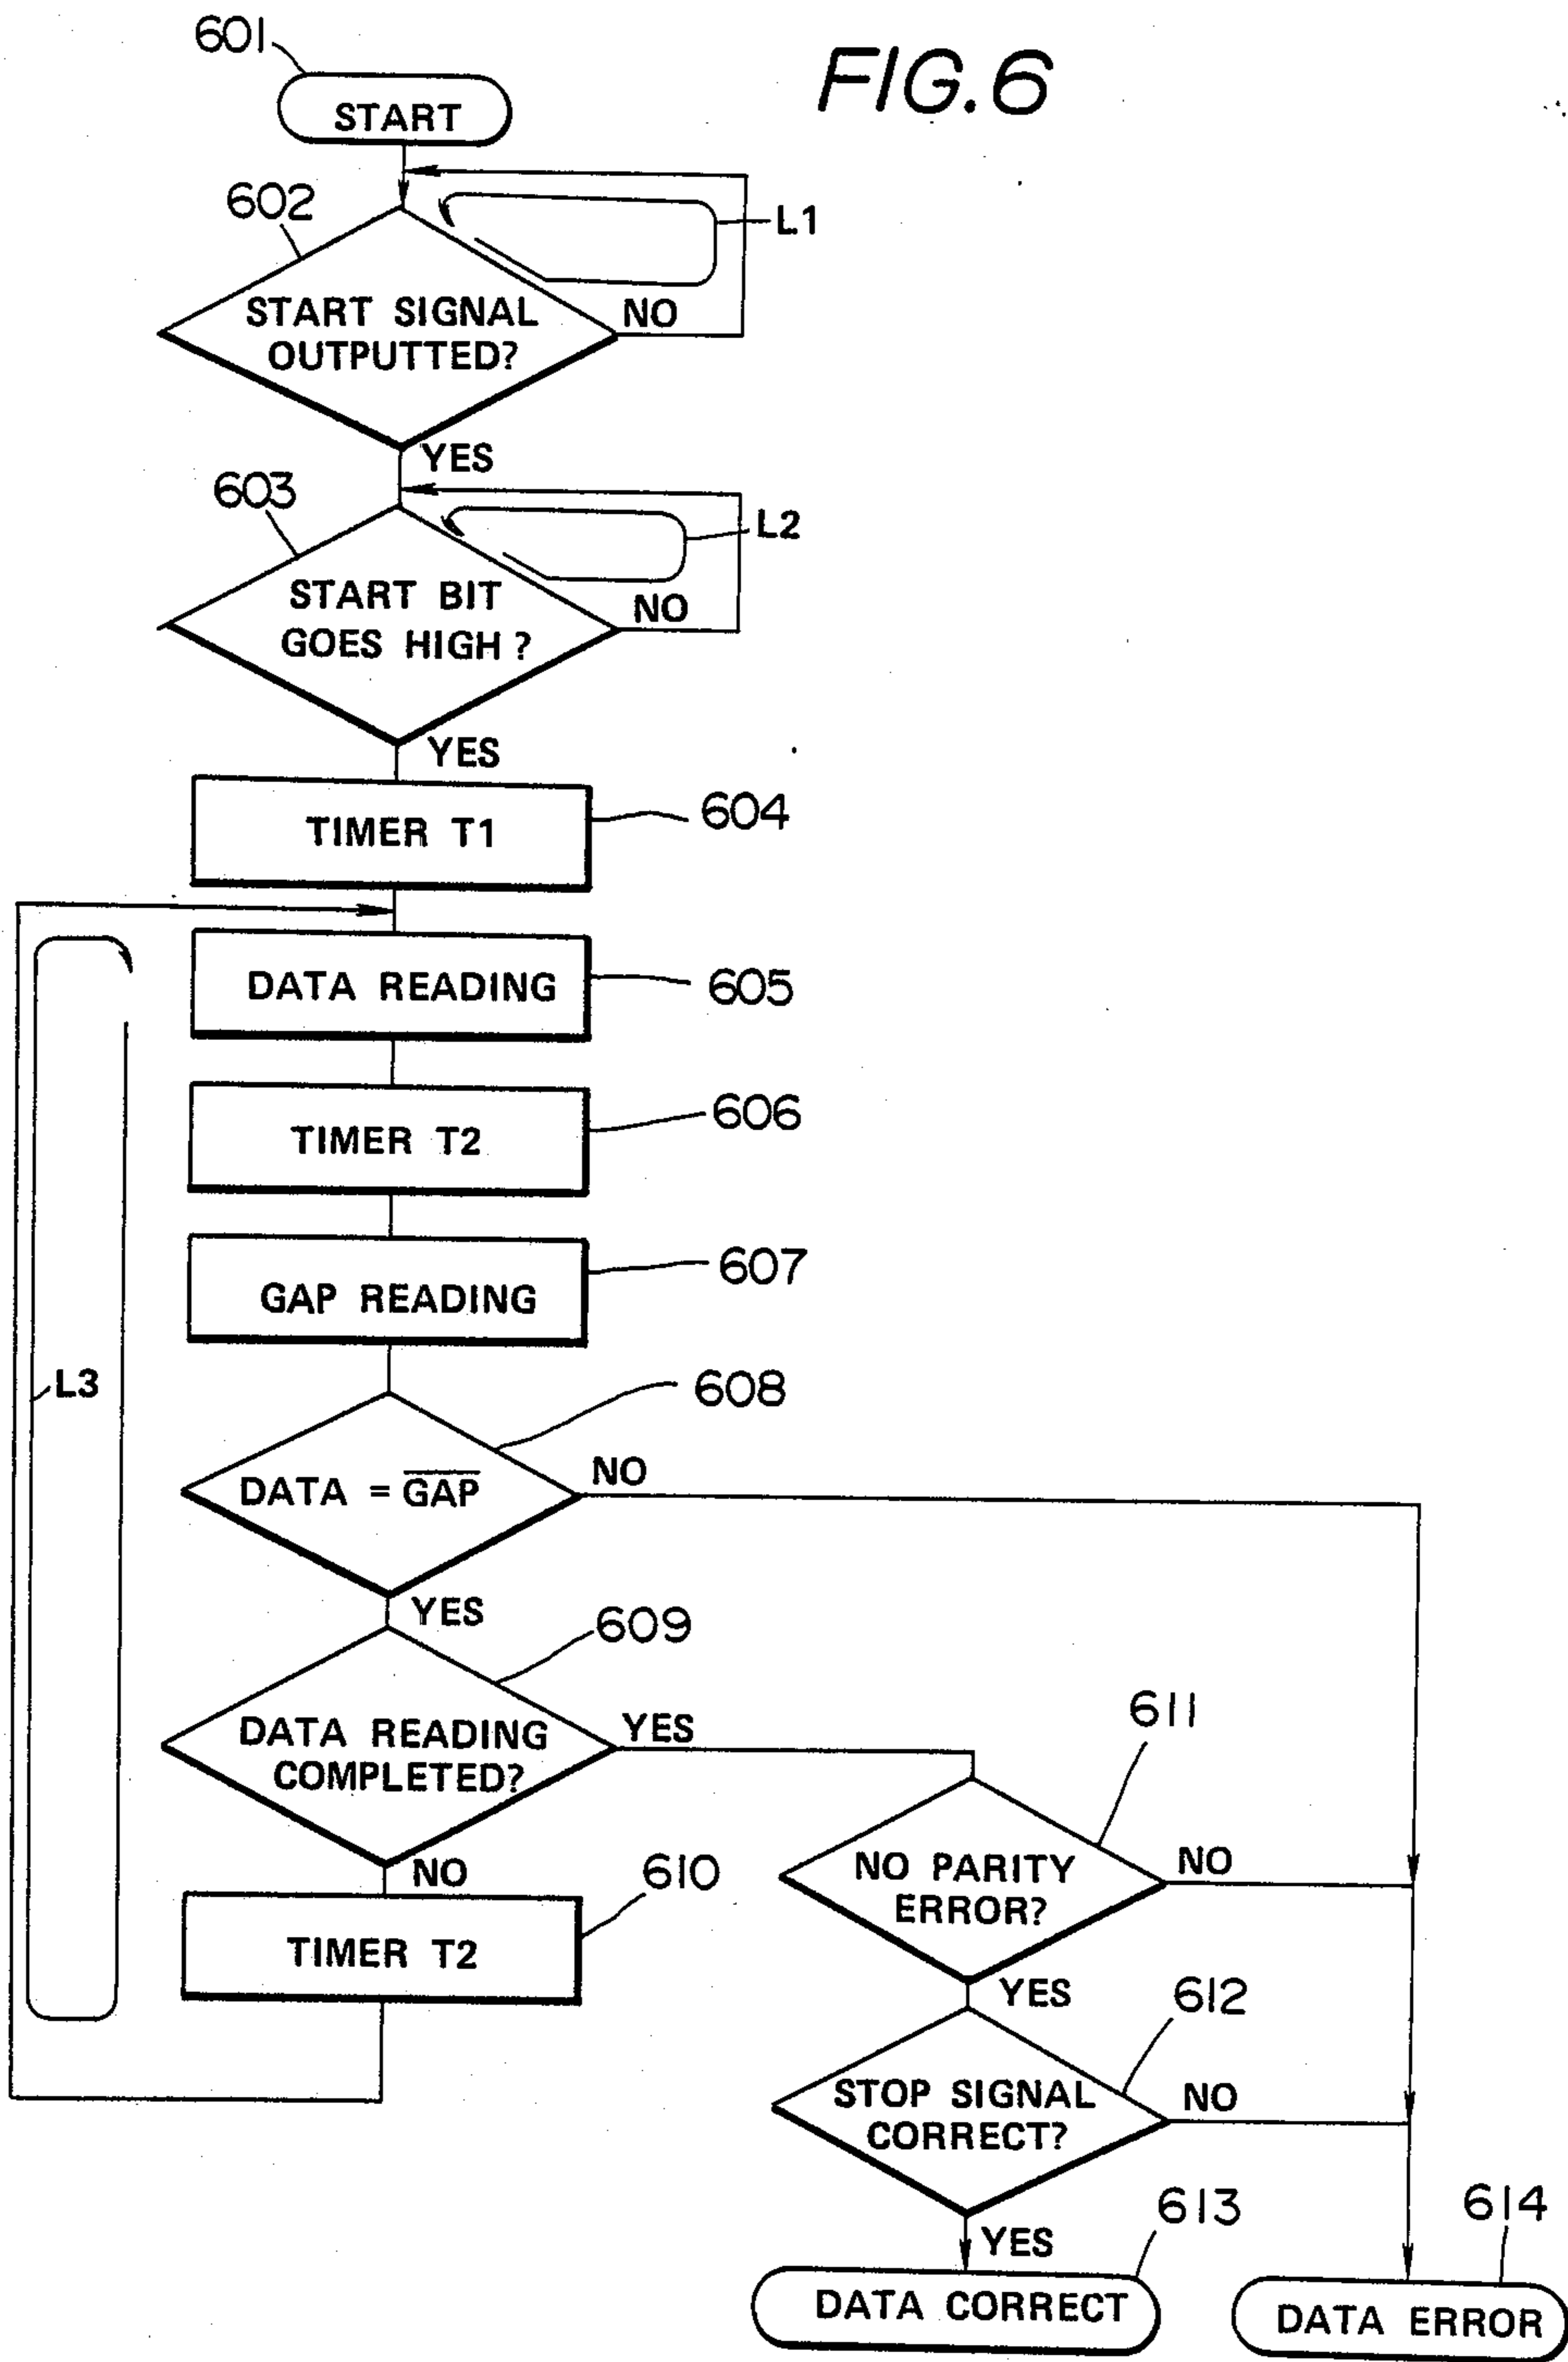 FIG.6
601
START
602
L1
START SIGNAL
OUTPUTTED?
NO
YES
603
L2
START BIT
GOES HIGH ?
NO
YES
TIMER T1
604
DATA READING
605
TIMER T2
606
GAP READING
607
L3
608
DATA = G̅A̅P̅
NO
YES
609
DATA READING
COMPLETED?
YES
NO
TIMER T2
610
611
NO PARITY
ERROR?
NO
YES
612
STOP SIGNAL
CORRECT?
NO
YES
613
DATA CORRECT
614
DATA ERROR